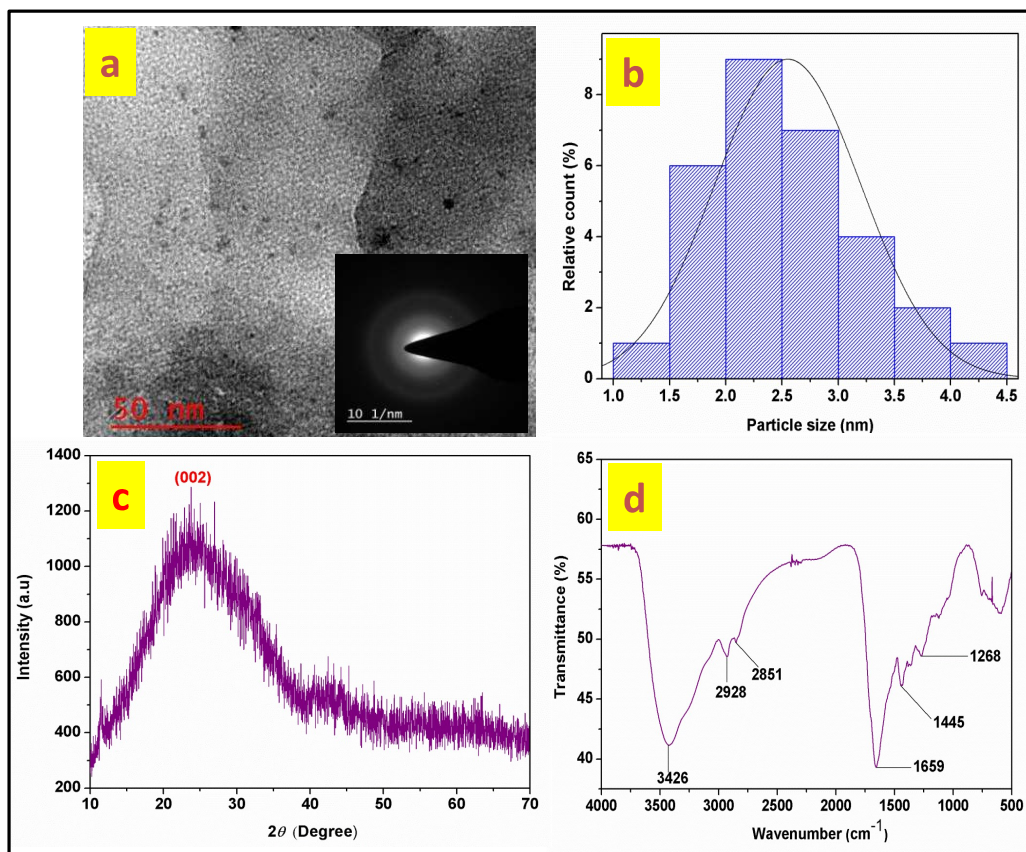 a
50 nm
10 1/nm
b
Relative count (%)
8
6
4
2
0
1.0 1.5 2.0 2.5 3.0 3.5 4.0 4.5
Particle size (nm)
c
(002)
Intensity (a.u)
1400
1200
1000
800
600
400
200
10 20 30 40 50 60 70
2θ (Degree)
d
Transmittance (%)
65
60
55
50
45
40
3426
2928
2851
1659
1445
1268
4000 3500 3000 2500 2000 1500 1000 500
Wavenumber (cm⁻¹)